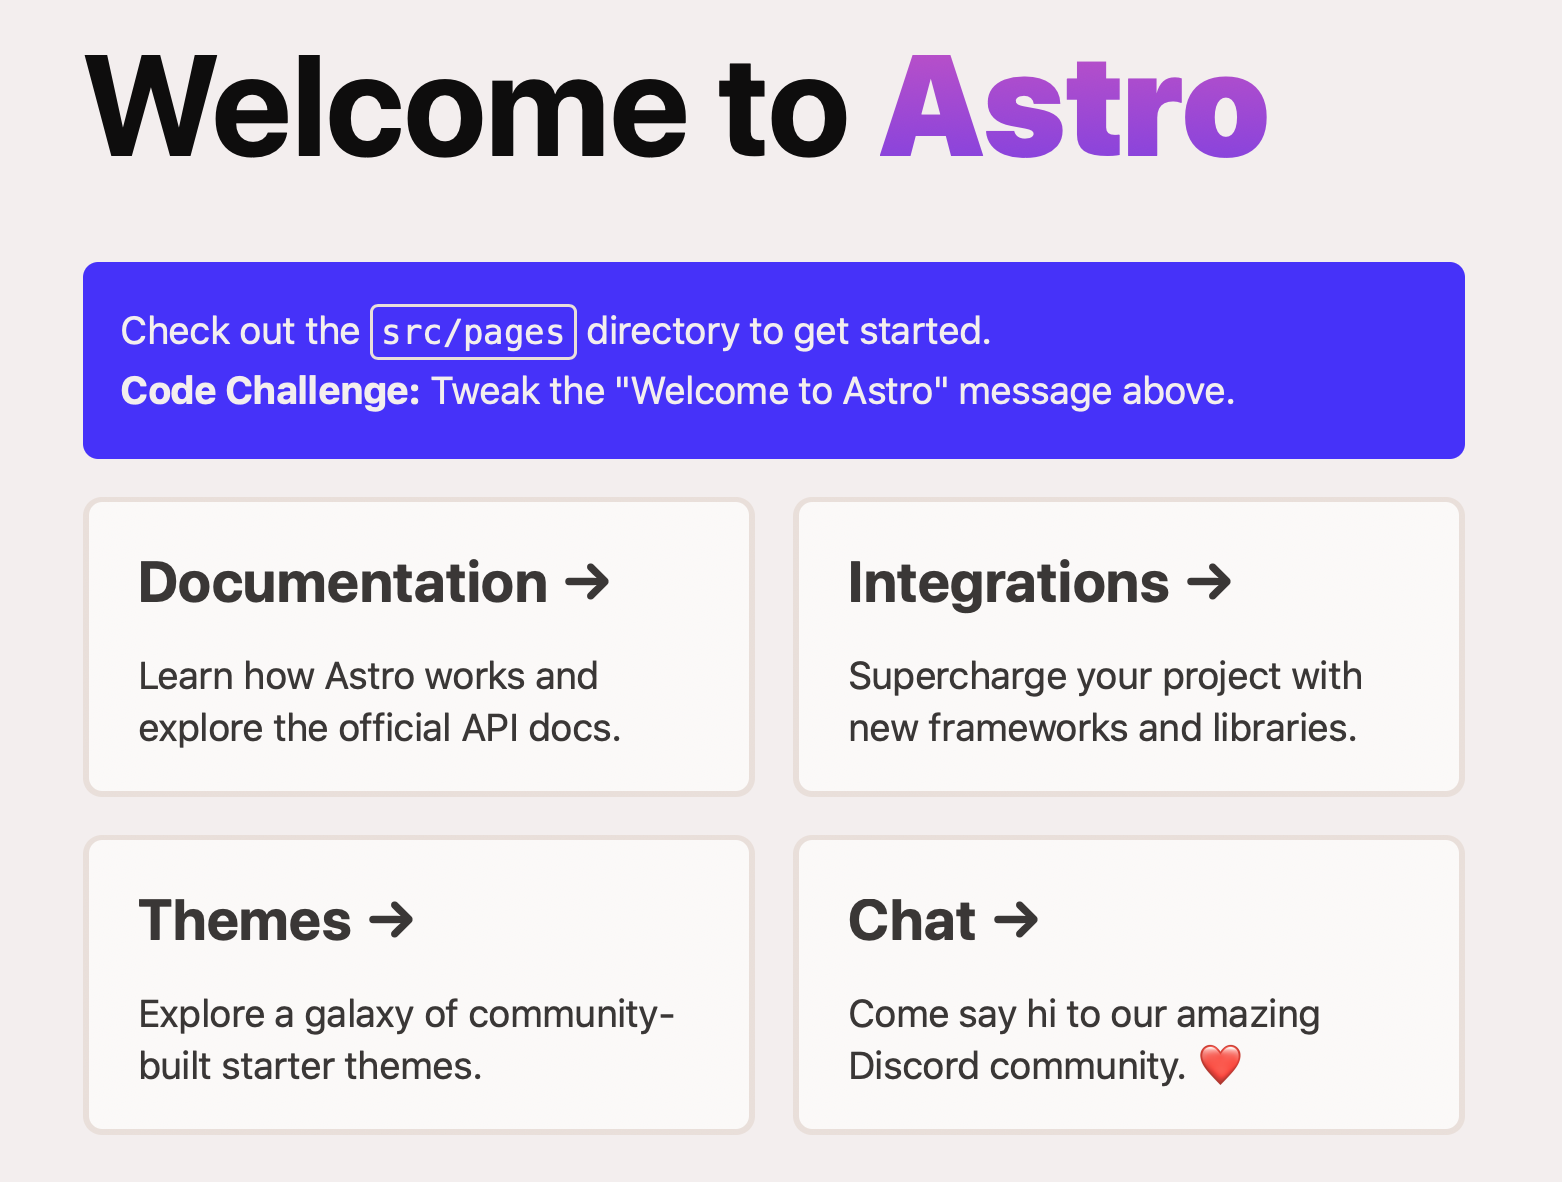 Welcome to Astro
Check out the src/pages directory to get started.
Code Challenge: Tweak the "Welcome to Astro" message above.
Documentation →
Learn how Astro works and
explore the official API docs.
Integrations →
Supercharge your project with
new frameworks and libraries.
Themes →
Explore a galaxy of community-
built starter themes.
Chat →
Come say hi to our amazing
Discord community. ❤️